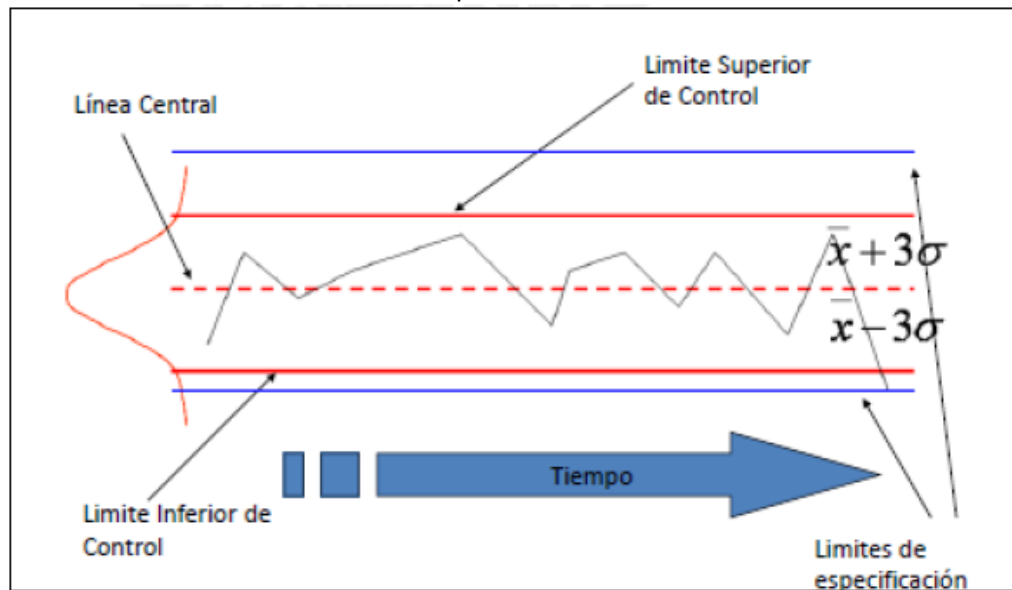 Limite Superior
de Control
Línea Central
x̅ + 3σ
x̅ − 3σ
Tiempo
Limite Inferior de
Control
Limites de
especificación